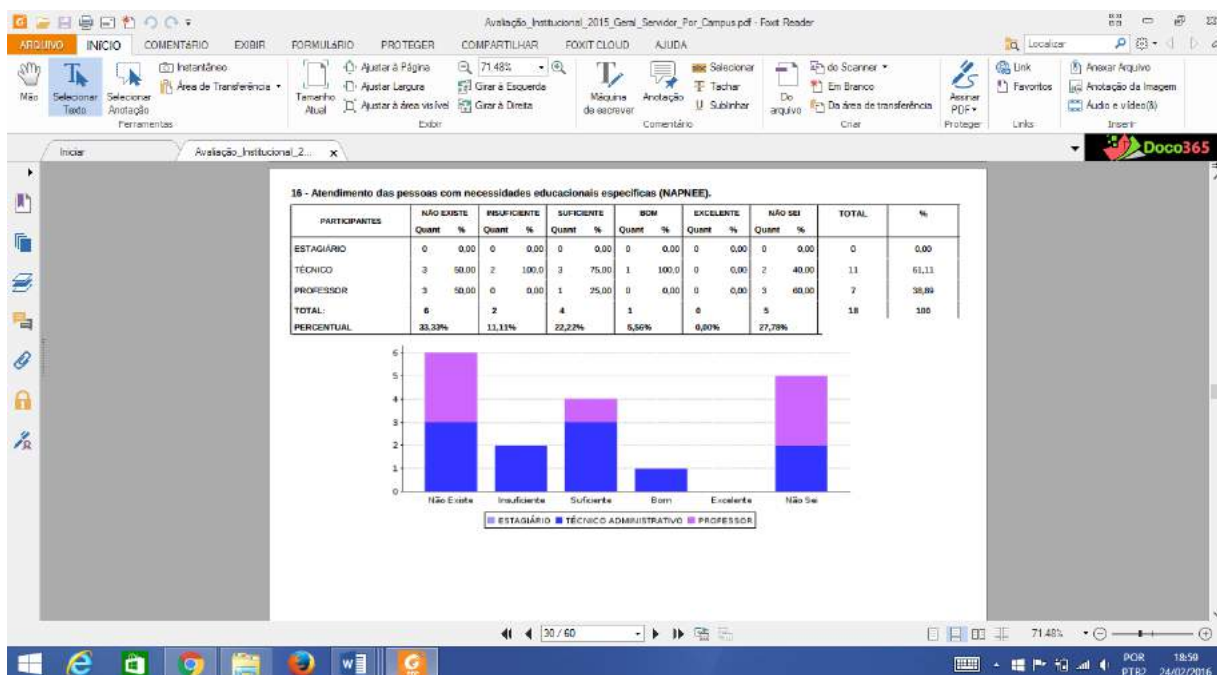 Avaliação_Institucional_2015_Geral_Servidor_Por_Campus.pdf - Foxit Reader
ARQUIVO INÍCIO COMENTÁRIO EXIBIR FORMULÁRIO PROTEGER COMPARTILHAR FOXIT CLOUD AJUDA Localizar
Mão
Selecionar Texto
Selecionar Anotação
Instantâneo
Área de Transferência
Ferramentas
Tamanho Atual
Ajustar à Página
Ajustar Largura
Ajustar à área visível
71.48%
Girar à Esquerda
Girar à Direita
Exibir
Máquina de escrever
Anotação
Selecionar
Tachar
Sublinhar
Comentário
Do arquivo
do Scanner
Em Branco
Da área de transferência
Criar
Assinar PDF
Proteger
Link
Favoritos
Links
Anexar Arquivo
Anotação da Imagem
Audio e vídeo(&)
Inserir
Iniciar Avaliação_Institucional_2... x
Doco365
16 - Atendimento das pessoas com necessidades educacionais específicas (NAPNEE).
PARTICIPANTES NÃO EXISTE INSUFICIENTE SUFICIENTE BOM EXCELENTE NÃO SEI TOTAL %
Quant % Quant % Quant % Quant % Quant % Quant %
ESTAGIÁRIO 0 0,00 0 0,00 0 0,00 0 0,00 0 0,00 0 0,00 0 0,00
TÉCNICO 3 50,00 2 100,0 3 75,00 1 100,0 0 0,00 2 40,00 11 61,11
PROFESSOR 3 50,00 0 0,00 1 25,00 0 0,00 0 0,00 3 60,00 7 38,89
TOTAL: 6 2 4 1 0 5 18 100
PERCENTUAL 33,33% 11,11% 22,22% 5,56% 0,00% 27,78%
6
5
4
3
2
1
0
Não Existe Insuficiente Suficiente Bom Excelente Não Sei
ESTAGIÁRIO TÉCNICO ADMINISTRATIVO PROFESSOR
30 / 60
71.48%
POR 18:59
PTB2 24/02/2016